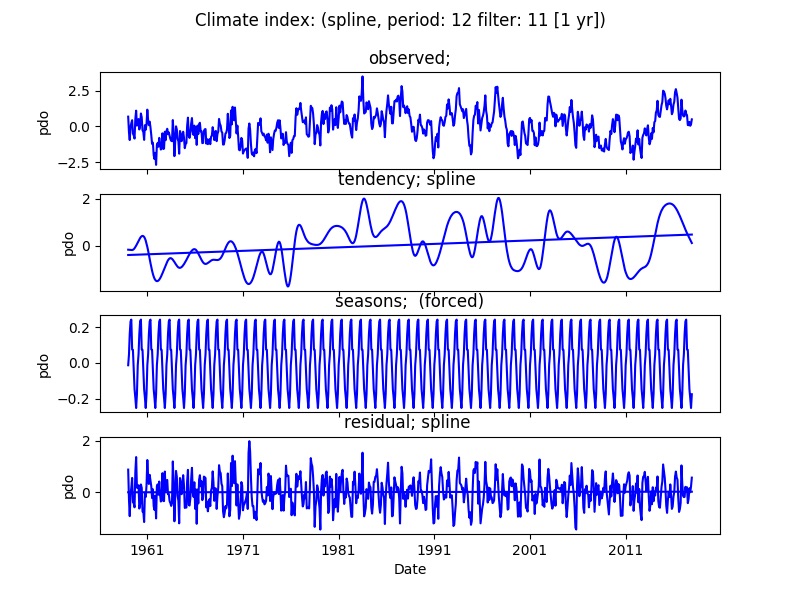 Climate index: (spline, period: 12 filter: 11 [1 yr])
observed;
2.5
0.0
−2.5
pdo
tendency; spline
2
0
pdo
seasons;  (forced)
0.2
0.0
−0.2
pdo
residual; spline
2
0
pdo
1961 1971 1981 1991 2001 2011
Date